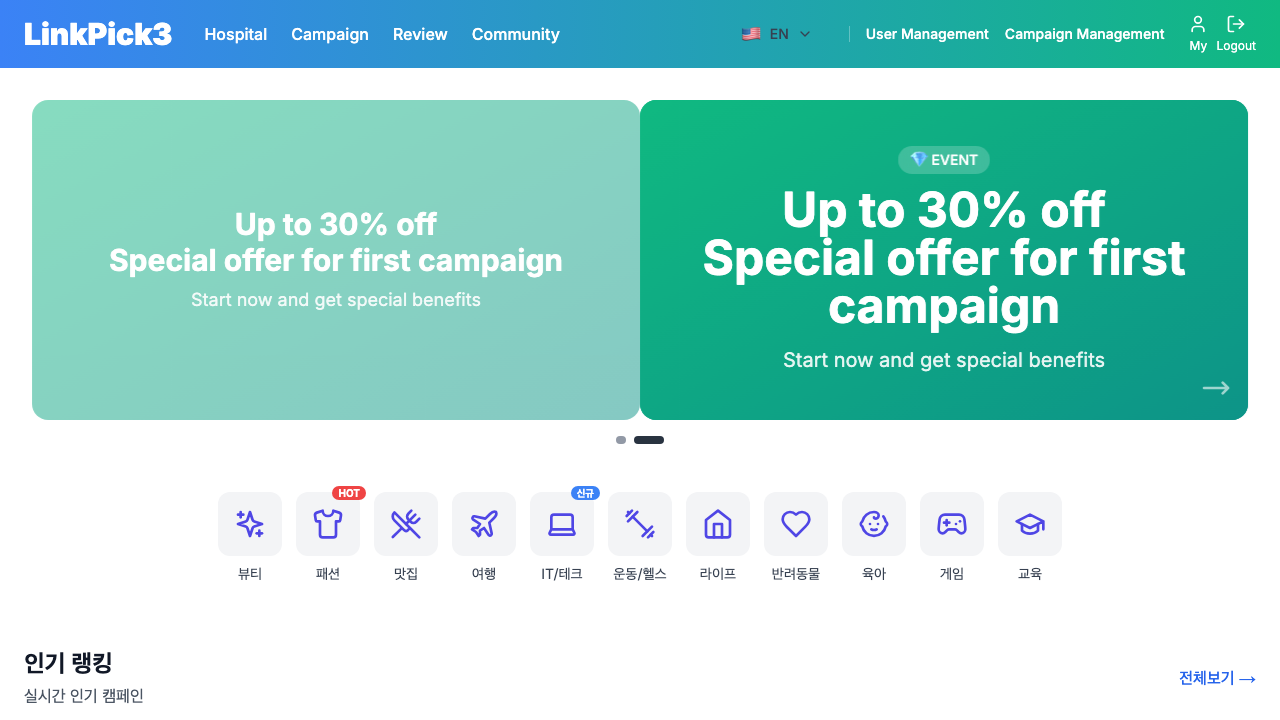 LinkPick3
Hospital
Campaign
Review
Community
EN
User Management
Campaign Management
My
Logout
Up to 30% off
Special offer for first campaign
Start now and get special benefits
EVENT
Up to 30% off
Special offer for first
campaign
Start now and get special benefits
HOT
신규
뷰티
패션
맛집
여행
IT/테크
운동/헬스
라이프
반려동물
육아
게임
교육
인기 랭킹
실시간 인기 캠페인
전체보기 →